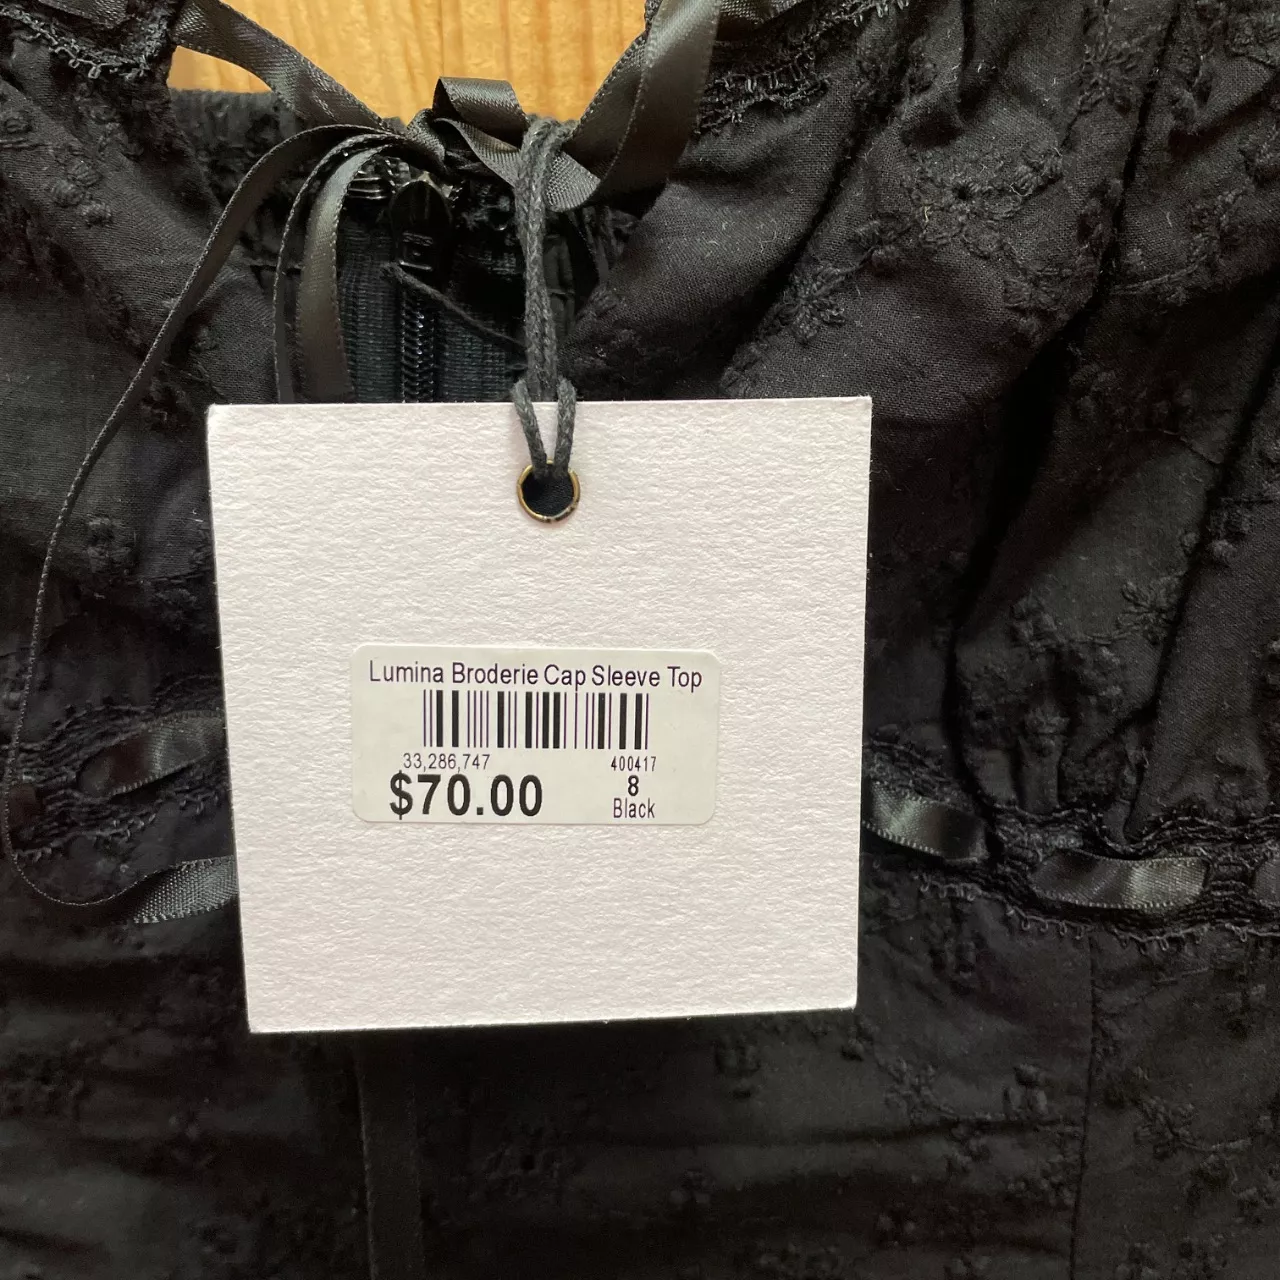 Lumina Broderie Cap Sleeve Top
33,286,747 400417
$70.00 8
Black